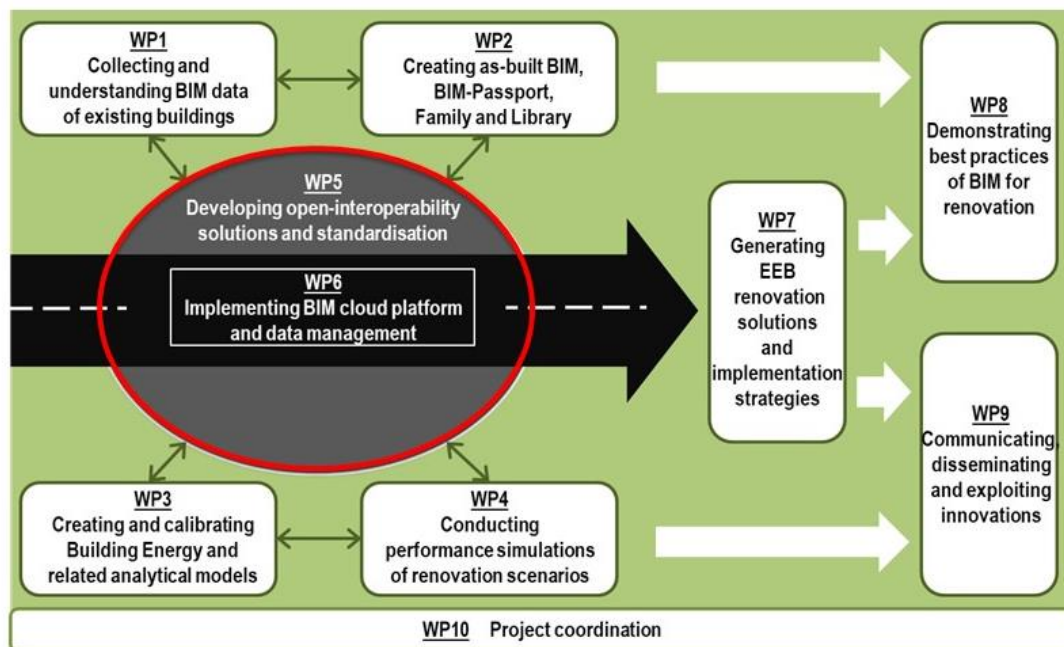 WP1
Collecting and
understanding BIM data
of existing buildings
WP2
Creating as-built BIM,
BIM-Passport,
Family and Library
WP5
Developing open-interoperability
solutions and standardisation
WP6
Implementing BIM cloud platform
and data management
WP3
Creating and calibrating
Building Energy and
related analytical models
WP4
Conducting
performance simulations
of renovation scenarios
WP7
Generating
EEB
renovation
solutions
and
implementation
strategies
WP8
Demonstrating
best practices
of BIM for
renovation
WP9
Communicating,
disseminating
and exploiting
innovations
WP10 Project coordination